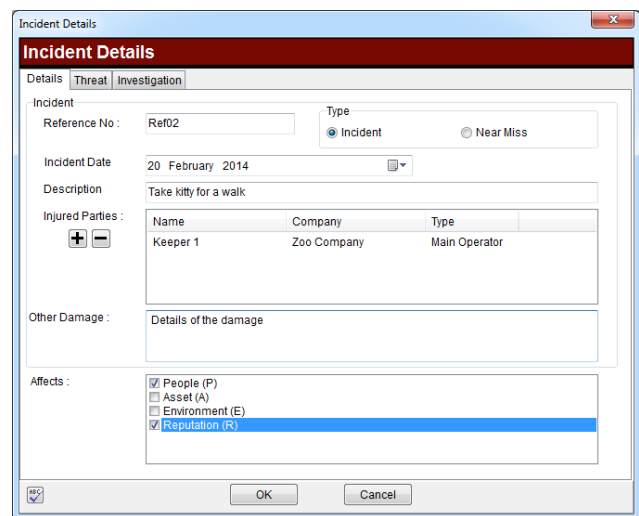 Incident Details
Incident Details
Details Threat Investigation
Incident
Type
Reference No : Ref02
Incident Near Miss
Incident Date 20 February 2014
Description Take kitty for a walk
Injured Parties : Name Company Type
Keeper 1 Zoo Company Main Operator
Other Damage : Details of the damage
Affects : People (P)
Asset (A)
Environment (E)
Reputation (R)
ABC
OK Cancel